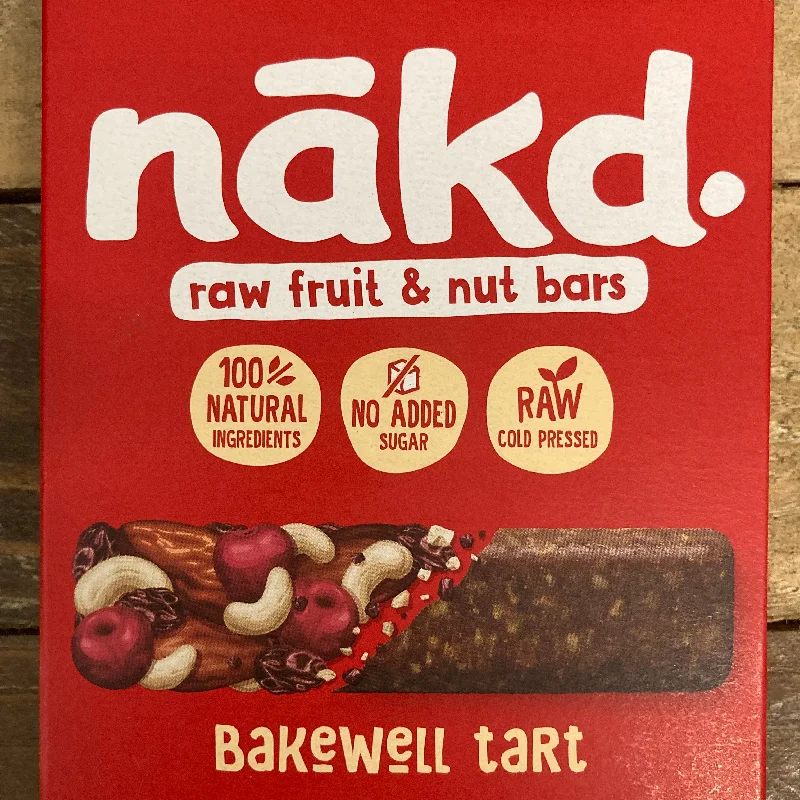 nākd.
raw fruit & nut bars
100%
NATURAL
INGREDIENTS
NO ADDED
SUGAR
RAW
COLD PRESSED
Bakewell tart